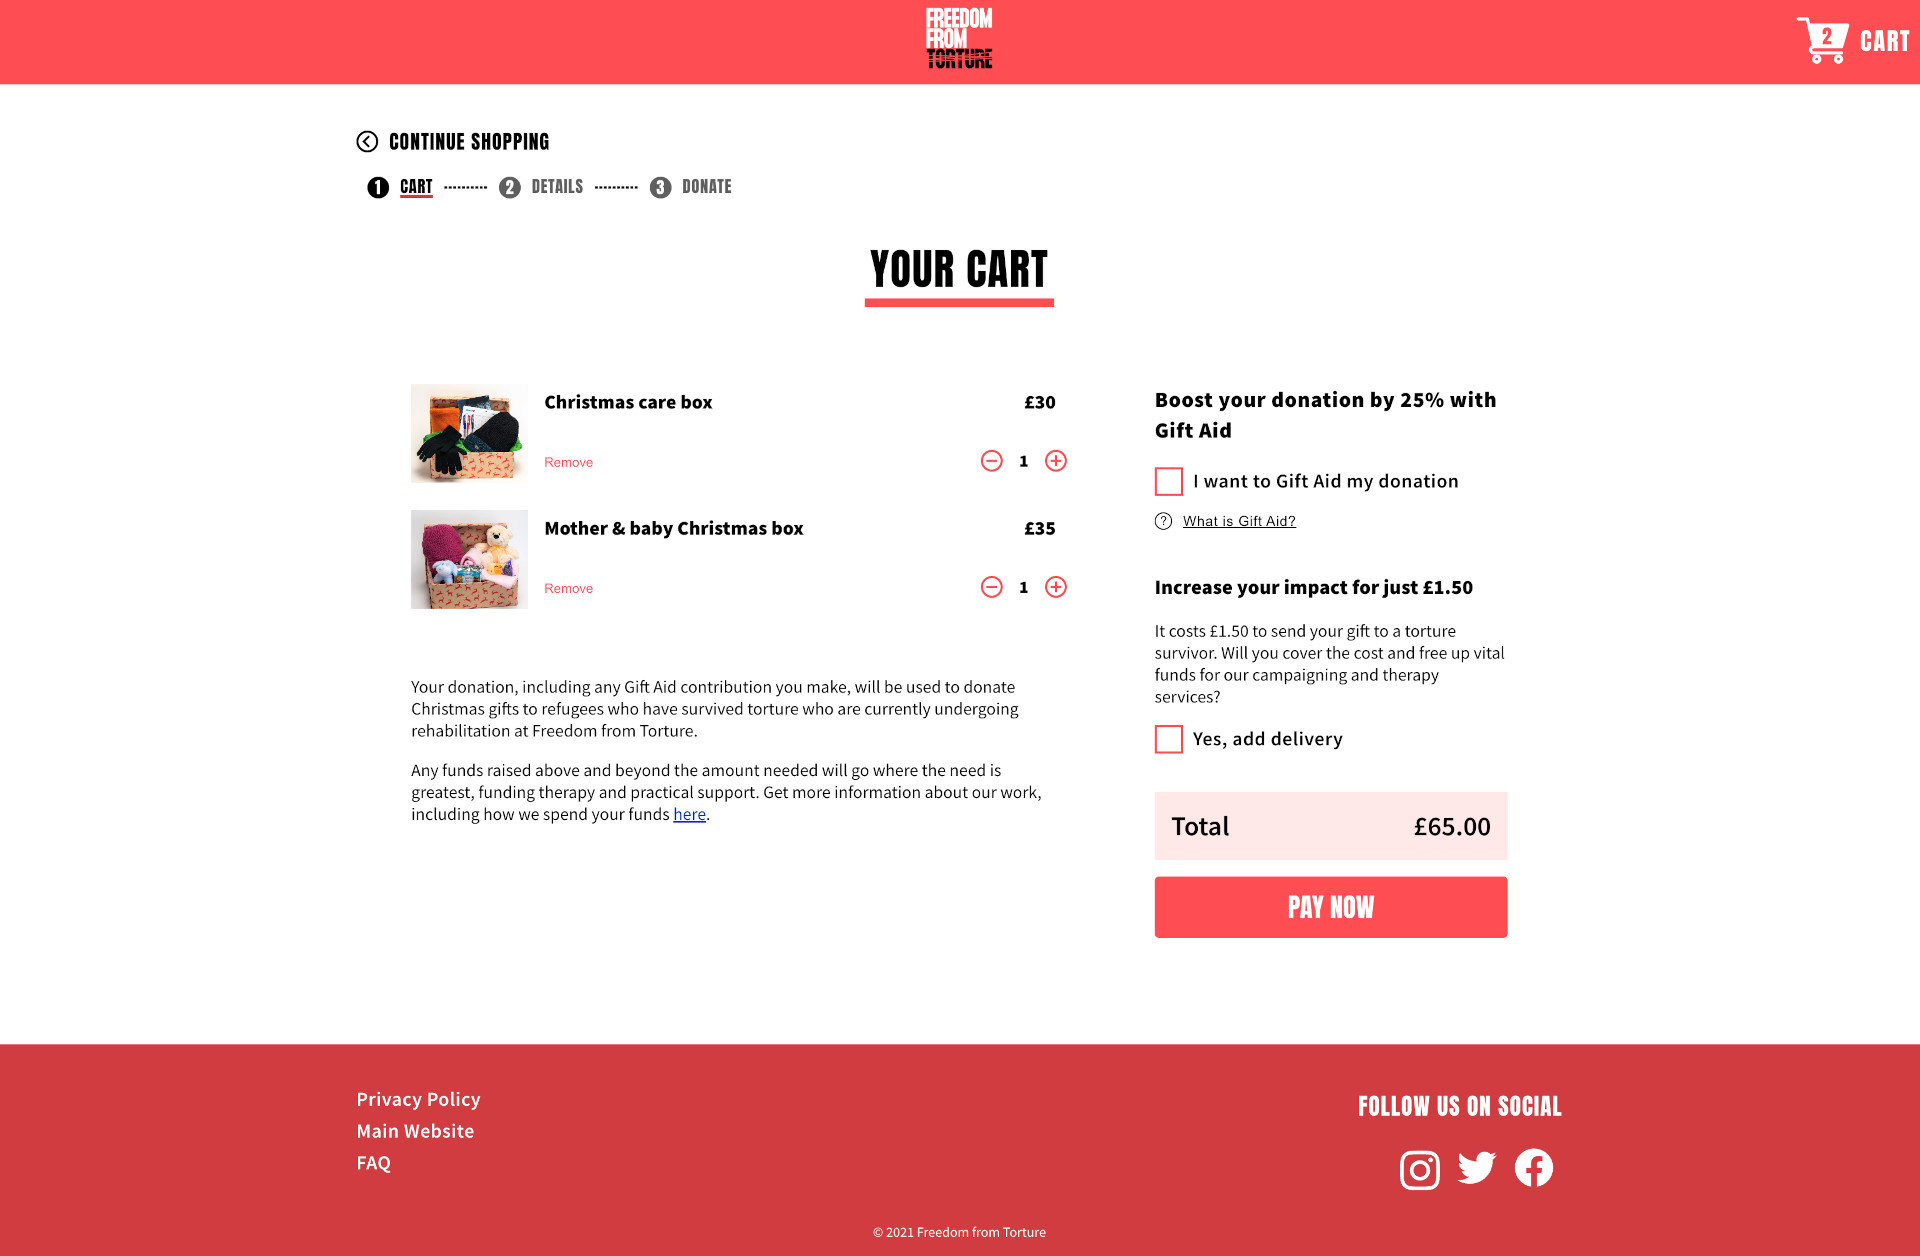 FREEDOM
FROM
TORTURE
2
CART
CONTINUE SHOPPING
1 CART ---------- 2 DETAILS ---------- 3 DONATE
YOUR CART
Christmas care box £30
Remove 1
Mother & baby Christmas box £35
Remove 1
Your donation, including any Gift Aid contribution you make, will be used to donate
Christmas gifts to refugees who have survived torture who are currently undergoing
rehabilitation at Freedom from Torture.
Any funds raised above and beyond the amount needed will go where the need is
greatest, funding therapy and practical support. Get more information about our work,
including how we spend your funds here.
Boost your donation by 25% with
Gift Aid
I want to Gift Aid my donation
? What is Gift Aid?
Increase your impact for just £1.50
It costs £1.50 to send your gift to a torture
survivor. Will you cover the cost and free up vital
funds for our campaigning and therapy
services?
Yes, add delivery
Total £65.00
PAY NOW
Privacy Policy
Main Website
FAQ
FOLLOW US ON SOCIAL
© 2021 Freedom from Torture